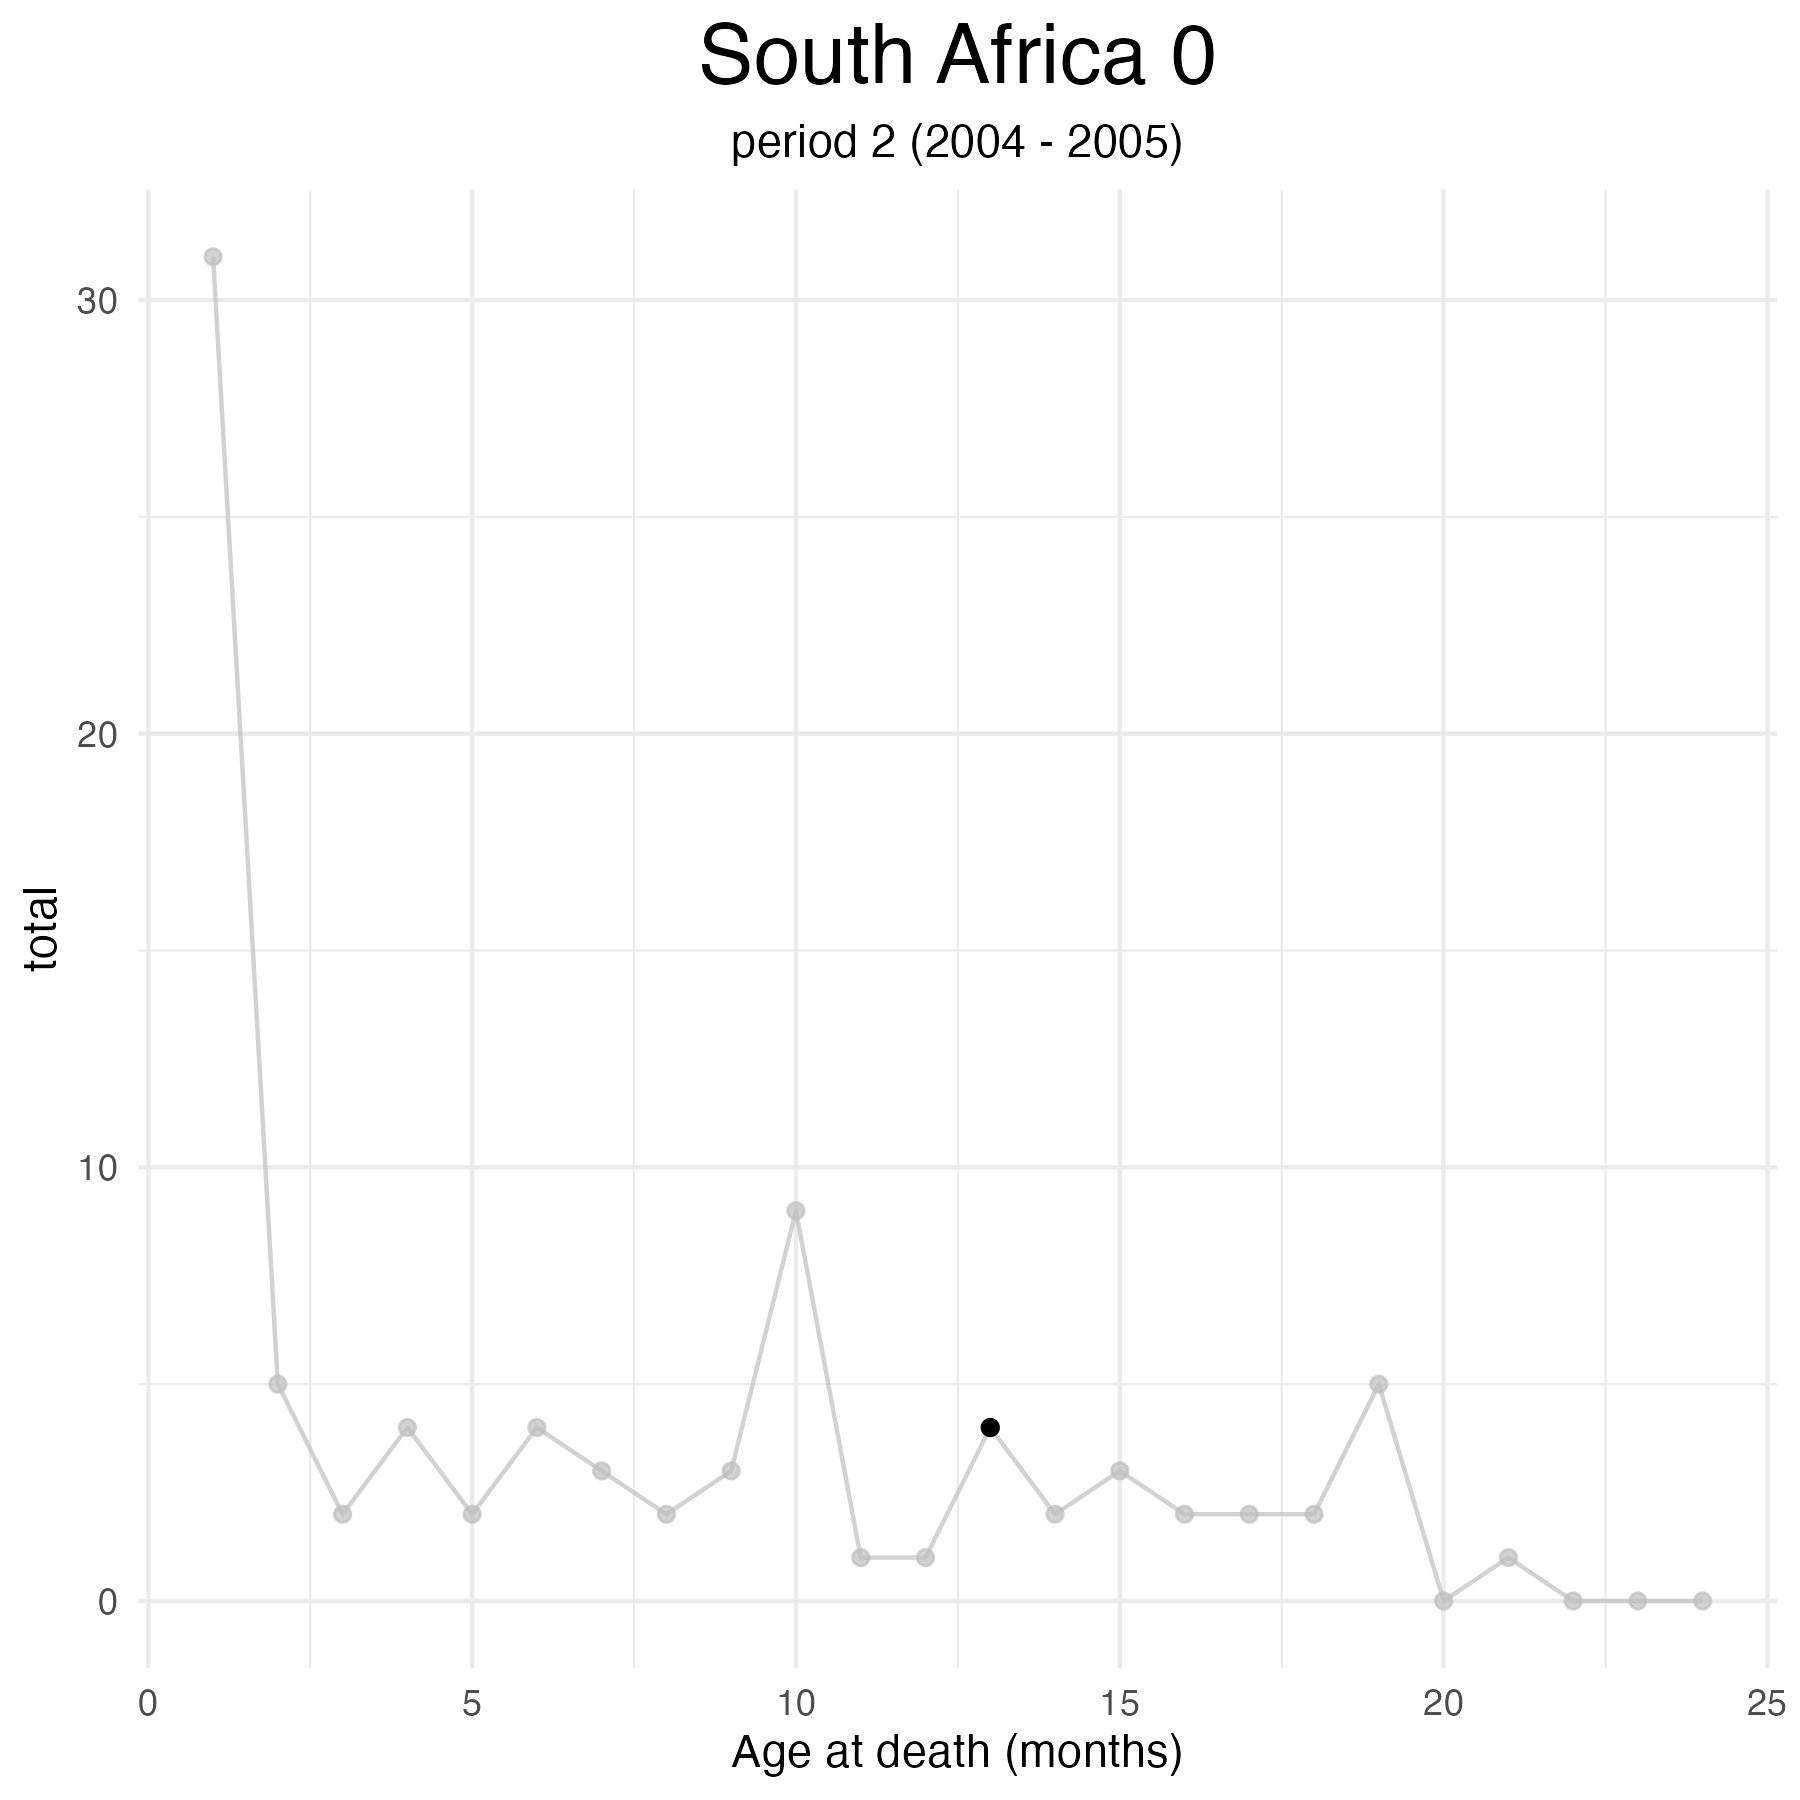 South Africa 0
period 2 (2004 - 2005)
total
30
20
10
0
0 5 10 15 20 25
Age at death (months)